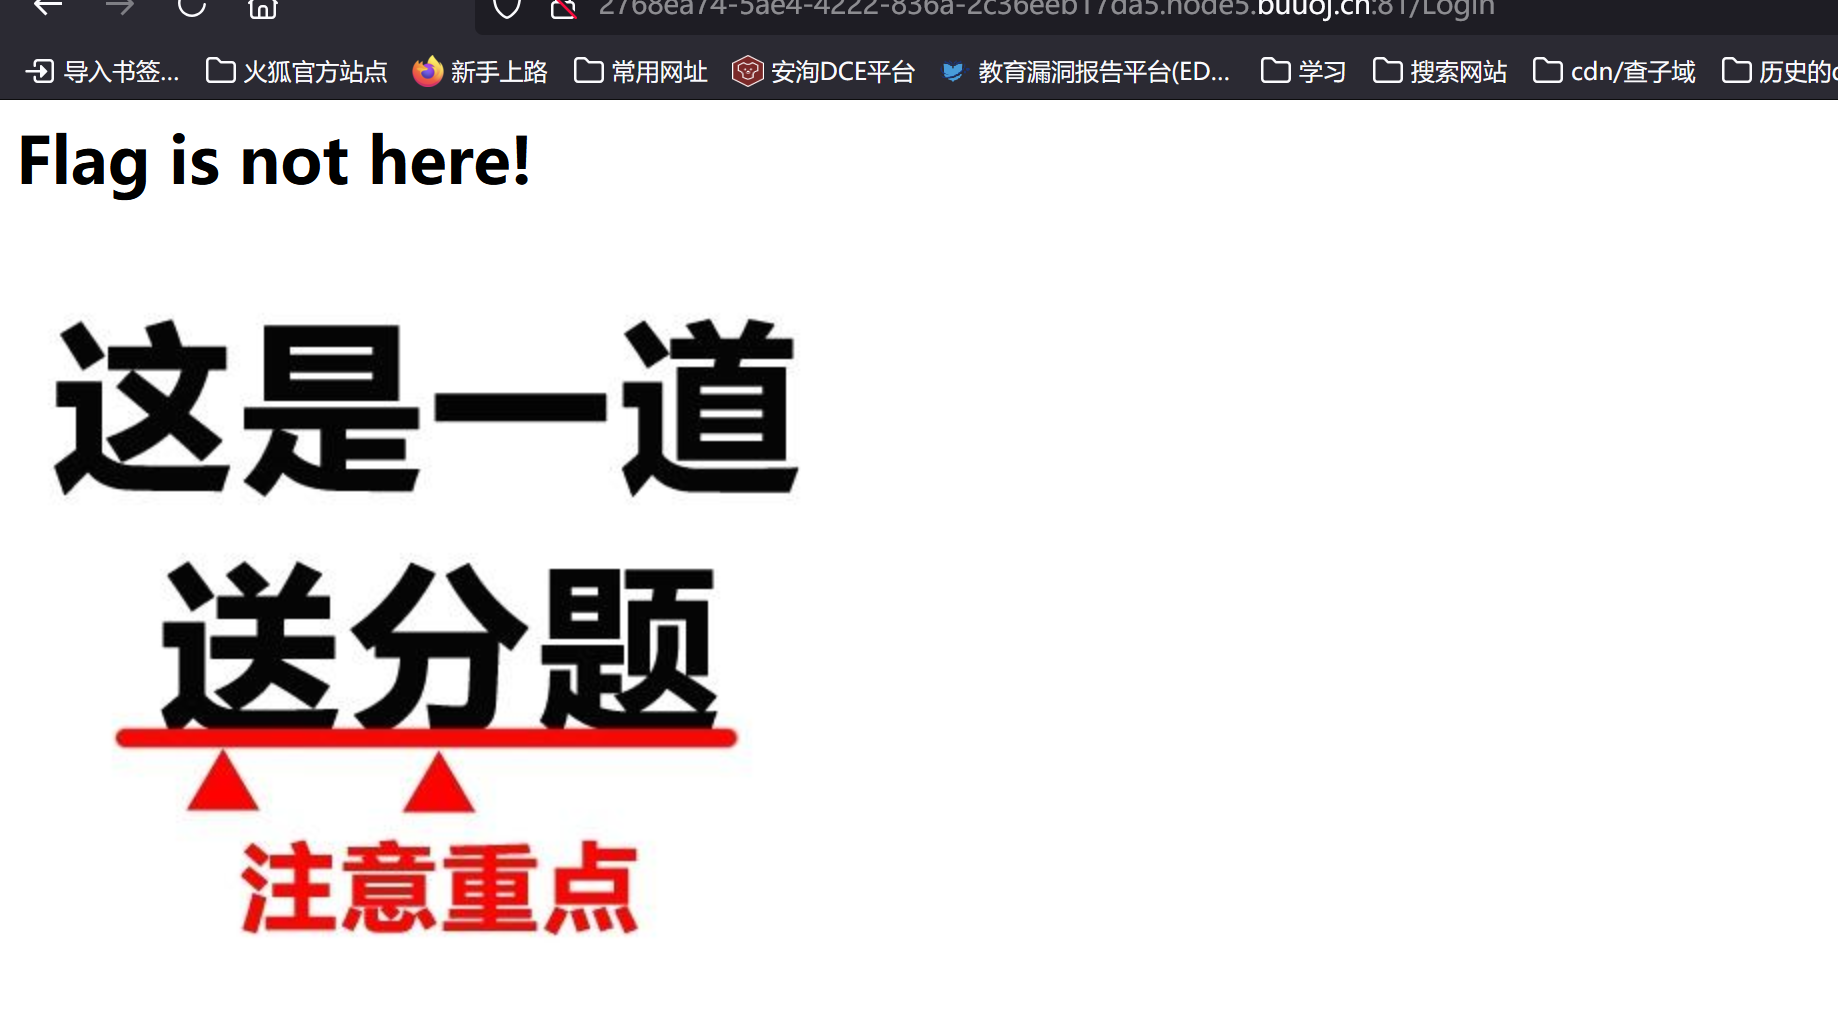 2768ea74-5ae4-4222-836a-2c36eeb17da5.node5.buuoj.cn:81/Login
导入书签... 火狐官方站点 新手上路 常用网址 安洵DCE平台 教育漏洞报告平台(ED... 学习 搜索网站 cdn/查子域 历史的
Flag is not here!
这是一道
送分题
注意重点